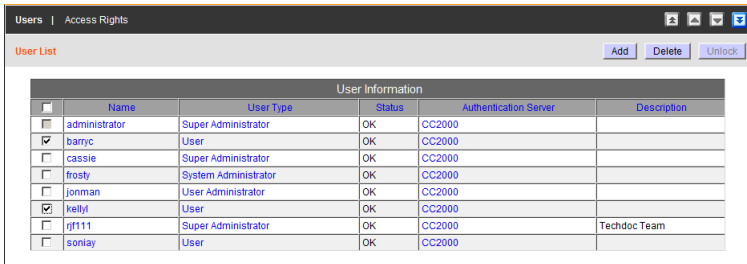 Users | Access Rights
User List Add Delete Unlock
User Information
Name User Type Status Authentication Server Description
administrator Super Administrator OK CC2000
barryc User OK CC2000
cassie Super Administrator OK CC2000
frosty System Administrator OK CC2000
jonman User Administrator OK CC2000
kellyl User OK CC2000
rjf111 Super Administrator OK CC2000 Techdoc Team
soniay User OK CC2000